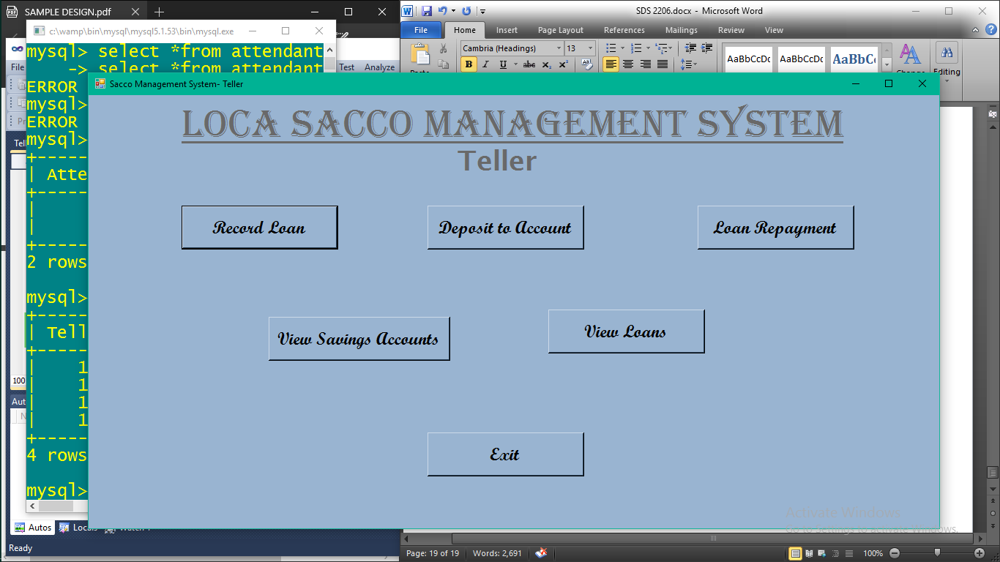 SAMPLE DESIGN.pdf
SDS 2206.docx - Microsoft Word
c:\wamp\bin\mysql\mysql5.1.53\bin\mysql.exe
File Home Insert Page Layout References Mailings Review View
Cambria (Headings) 13
AaBbCcDc AaBbCcDc AaBbCc
Editing
mysql> select *from attendant
-> select *from attendant
File Test Analyze
ERROR
mysql>
ERROR
mysql>
| Atte
2 rows
mysql>
| Tell
| 1
| 1
| 1
| 1
4 rows
mysql>
100
Sacco Management System- Teller
LOCA SACCO MANAGEMENT SYSTEM
Teller
Record Loan Deposit to Account Loan Repayment
View Savings Accounts View Loans
Exit
Activate Windows
Go to Settings to activate Windows.
Autos Locals Watch 1
Ready
Page: 19 of 19 Words: 2,691 100%